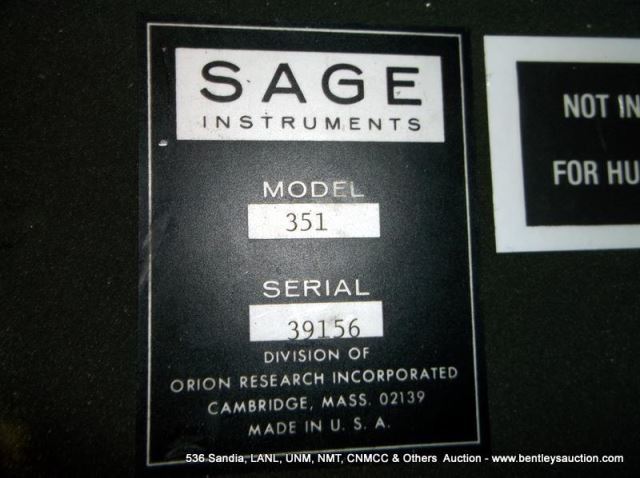 SAGE
INSTRUMENTS
MODEL
351
SERIAL
39156
DIVISION OF
ORION RESEARCH INCORPORATED
CAMBRIDGE, MASS. 02139
MADE IN U. S. A.
NOT IN
FOR HU
536 Sandia, LANL, UNM, NMT, CNMCC & Others Auction - www.bentleysauction.com